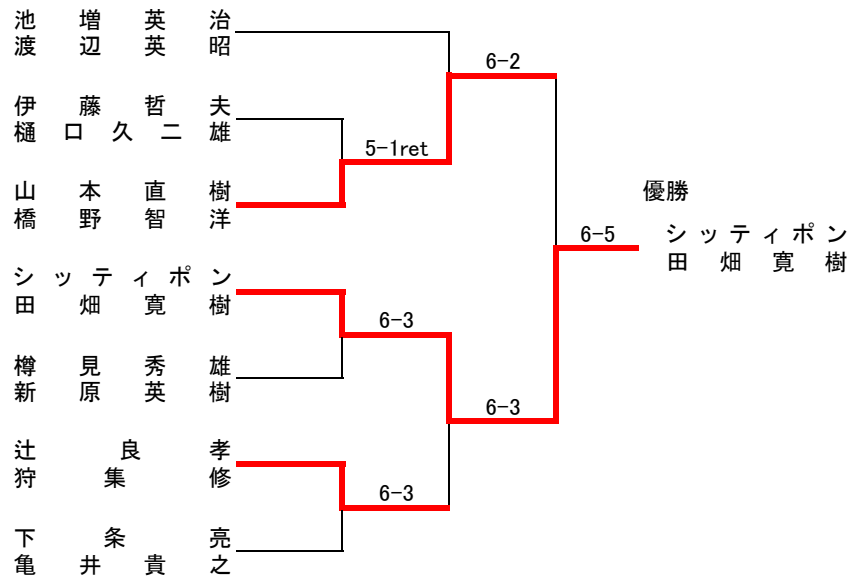 池増英治
渡辺英昭
6-2
伊藤哲夫
樋口久二雄
5-1ret
山本直樹
橋野智洋
優勝
6-5
シッティポン
田畑寛樹
シッティポン
田畑寛樹
6-3
樽見秀雄
新原英樹
6-3
辻良孝
狩集修
6-3
下条亮
亀井貴之